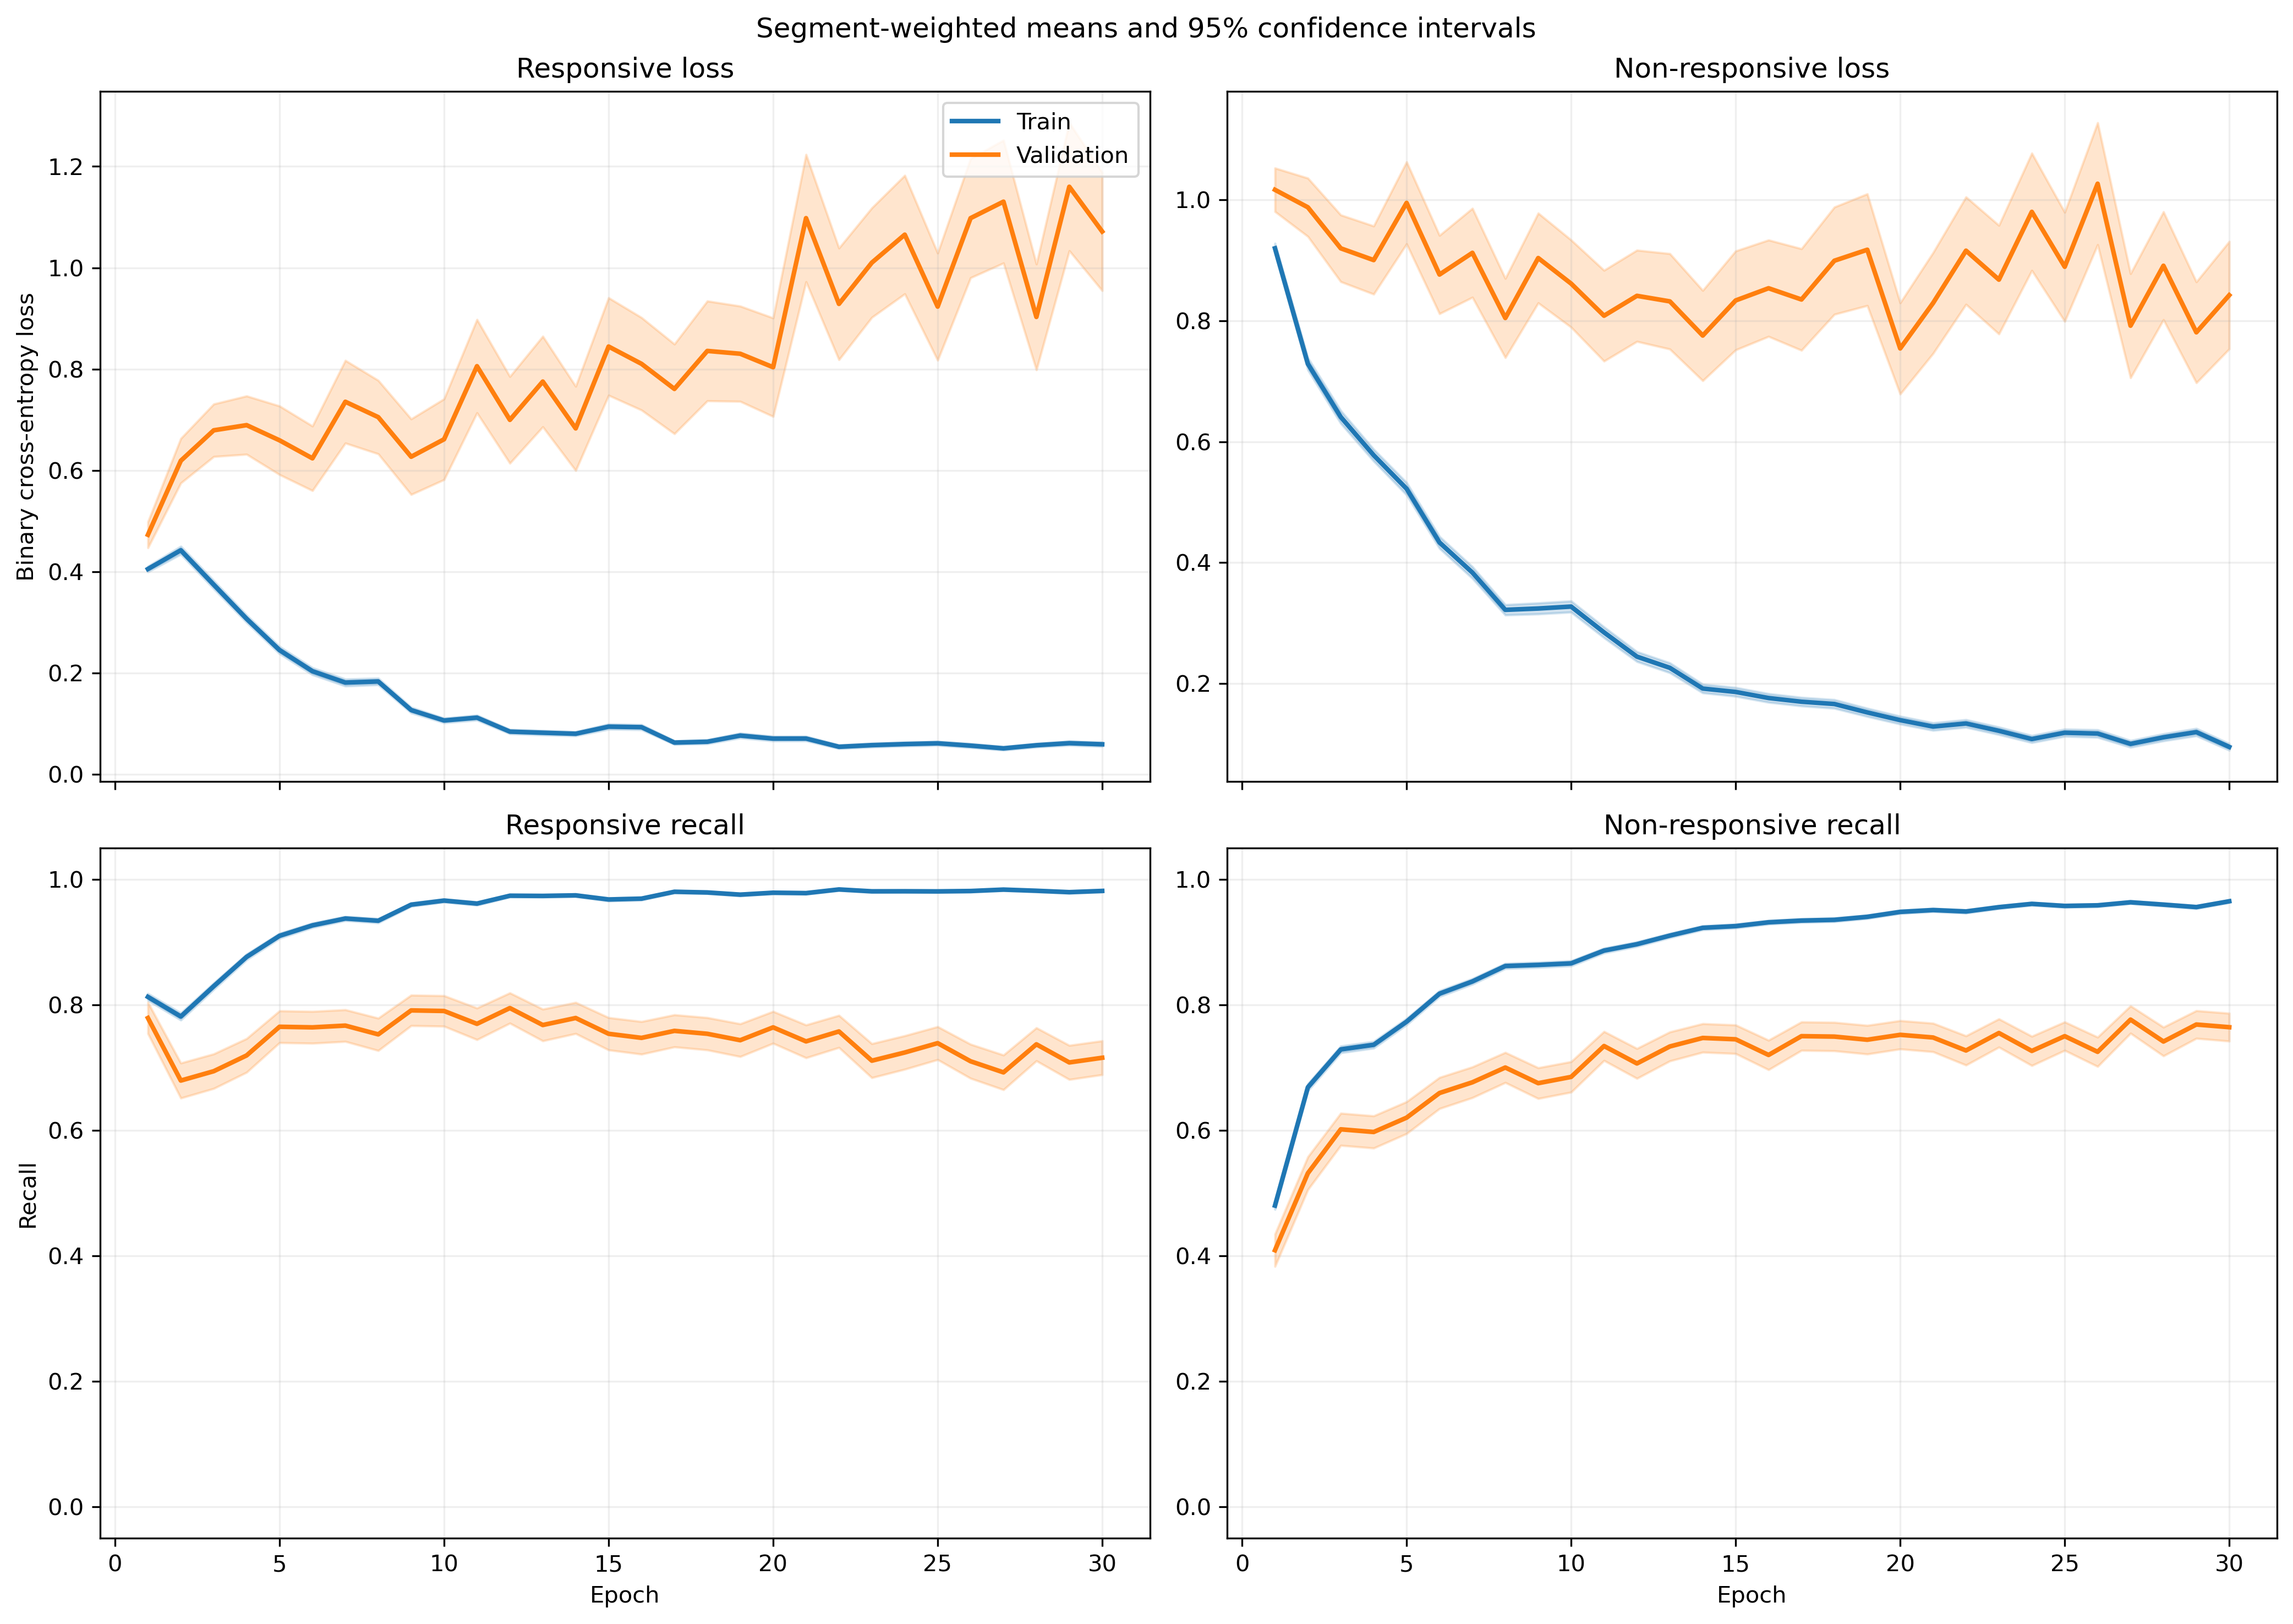 Segment-weighted means and 95% confidence intervals
Responsive loss
Non-responsive loss
Train
Validation
Binary cross-entropy loss
1.2
1.0
0.8
0.6
0.4
0.2
0.0
1.0
0.8
0.6
0.4
0.2
Responsive recall
Non-responsive recall
Recall
1.0
0.8
0.6
0.4
0.2
0.0
1.0
0.8
0.6
0.4
0.2
0.0
0 5 10 15 20 25 30
0 5 10 15 20 25 30
Epoch
Epoch